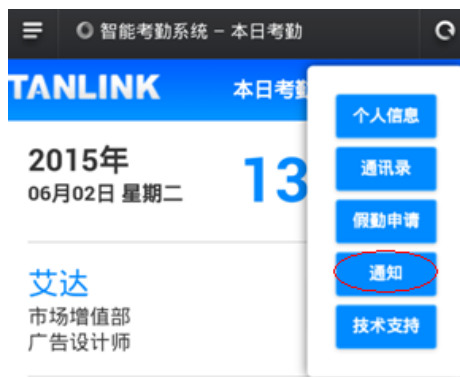 智能考勤系统 - 本日考勤
TANLINK
本日考勤
个人信息
2015年
06月02日 星期二
13
通讯录
假勤申请
通知
技术支持
艾达
市场增值部
广告设计师